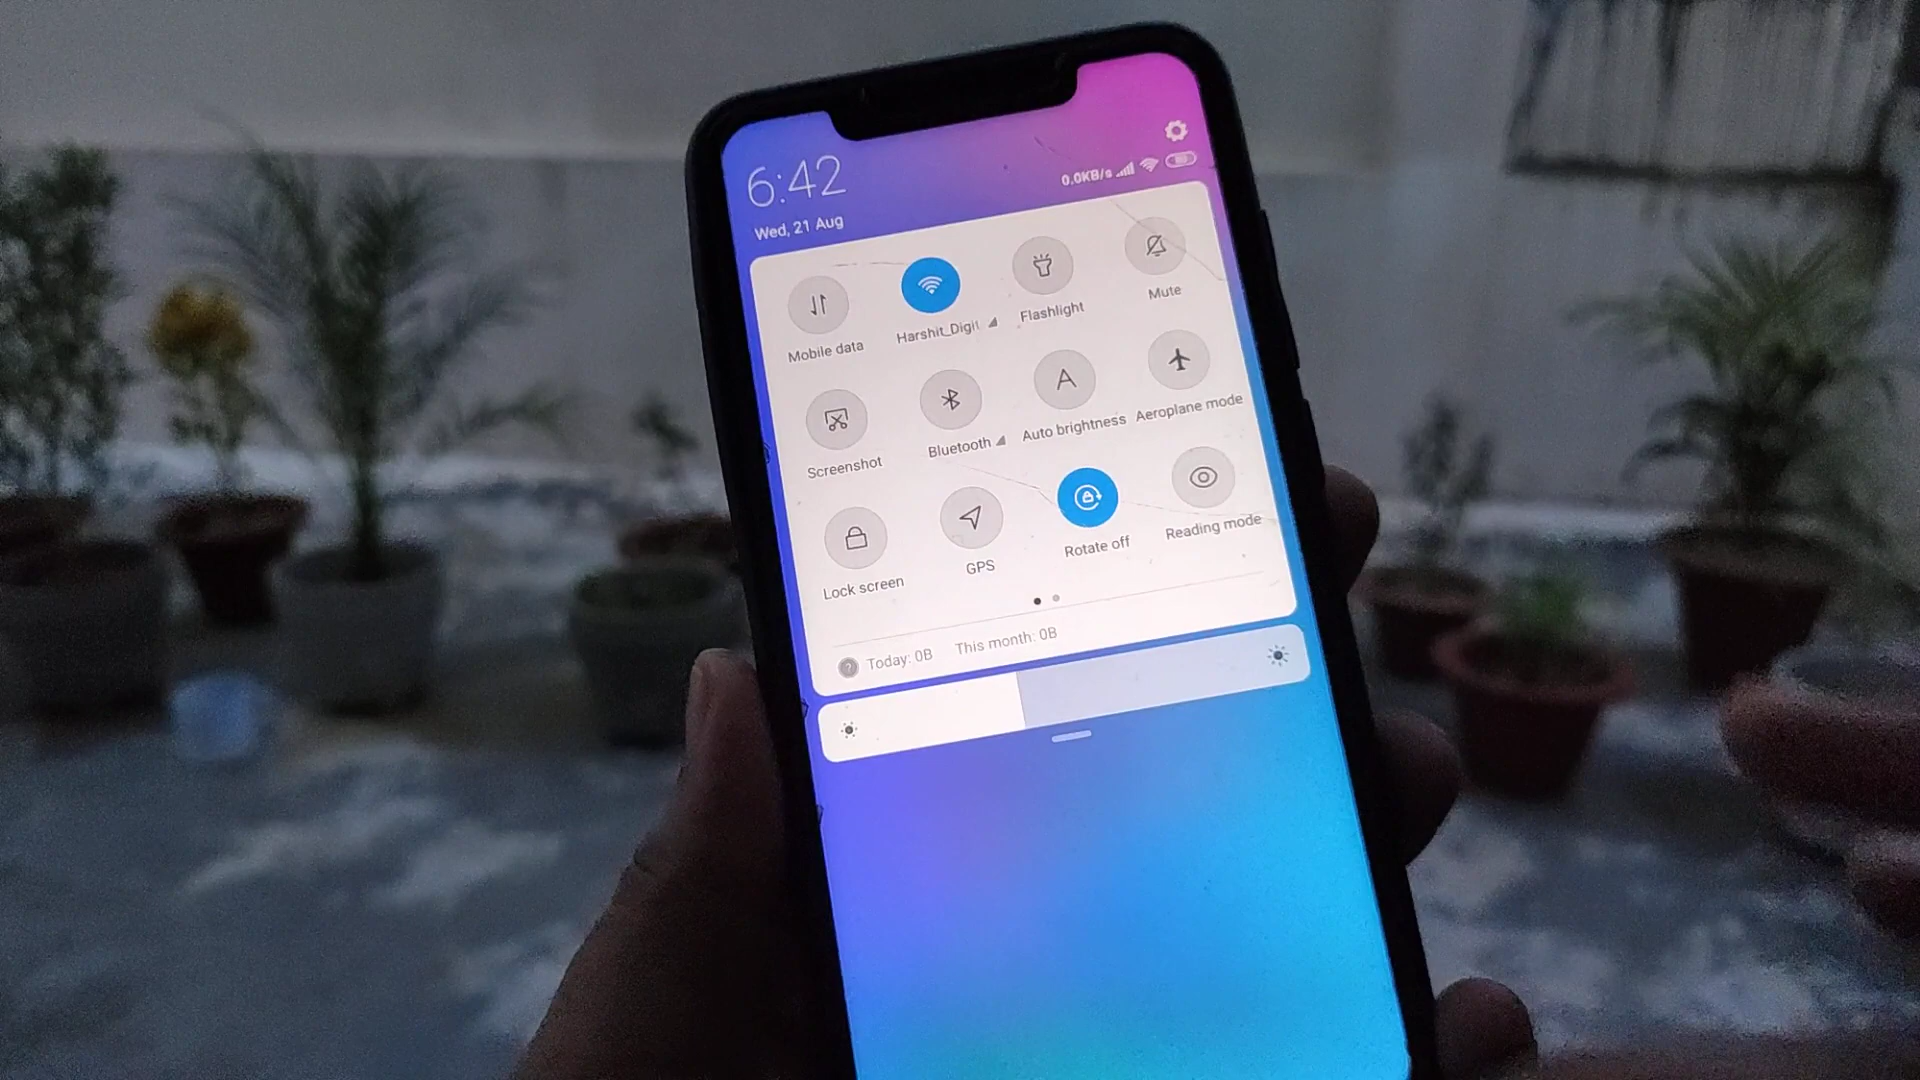 6:42
0.0KB/s
Wed, 21 Aug
Mobile data
Harshit_Digit
Flashlight
Mute
Screenshot
Bluetooth
Auto brightness
Aeroplane mode
Lock screen
GPS
Rotate off
Reading mode
Today: 0B This month: 0B